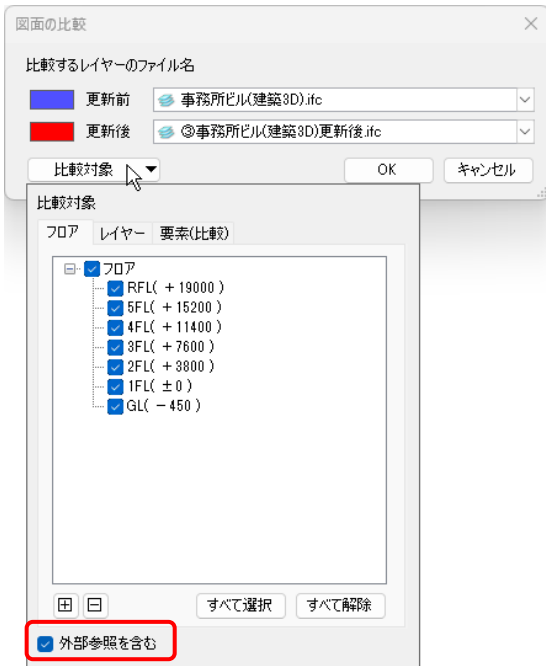 図面の比較
比較するレイヤーのファイル名
更新前 事務所ビル(建築3D).ifc
更新後 ③事務所ビル(建築3D)更新後.ifc
比較対象 OK キャンセル
比較対象
フロア レイヤー 要素(比較)
フロア
RFL( + 19000 )
5FL( + 15200 )
4FL( + 11400 )
3FL( + 7600 )
2FL( + 3800 )
1FL( ± 0 )
GL( − 450 )
すべて選択 すべて解除
外部参照を含む